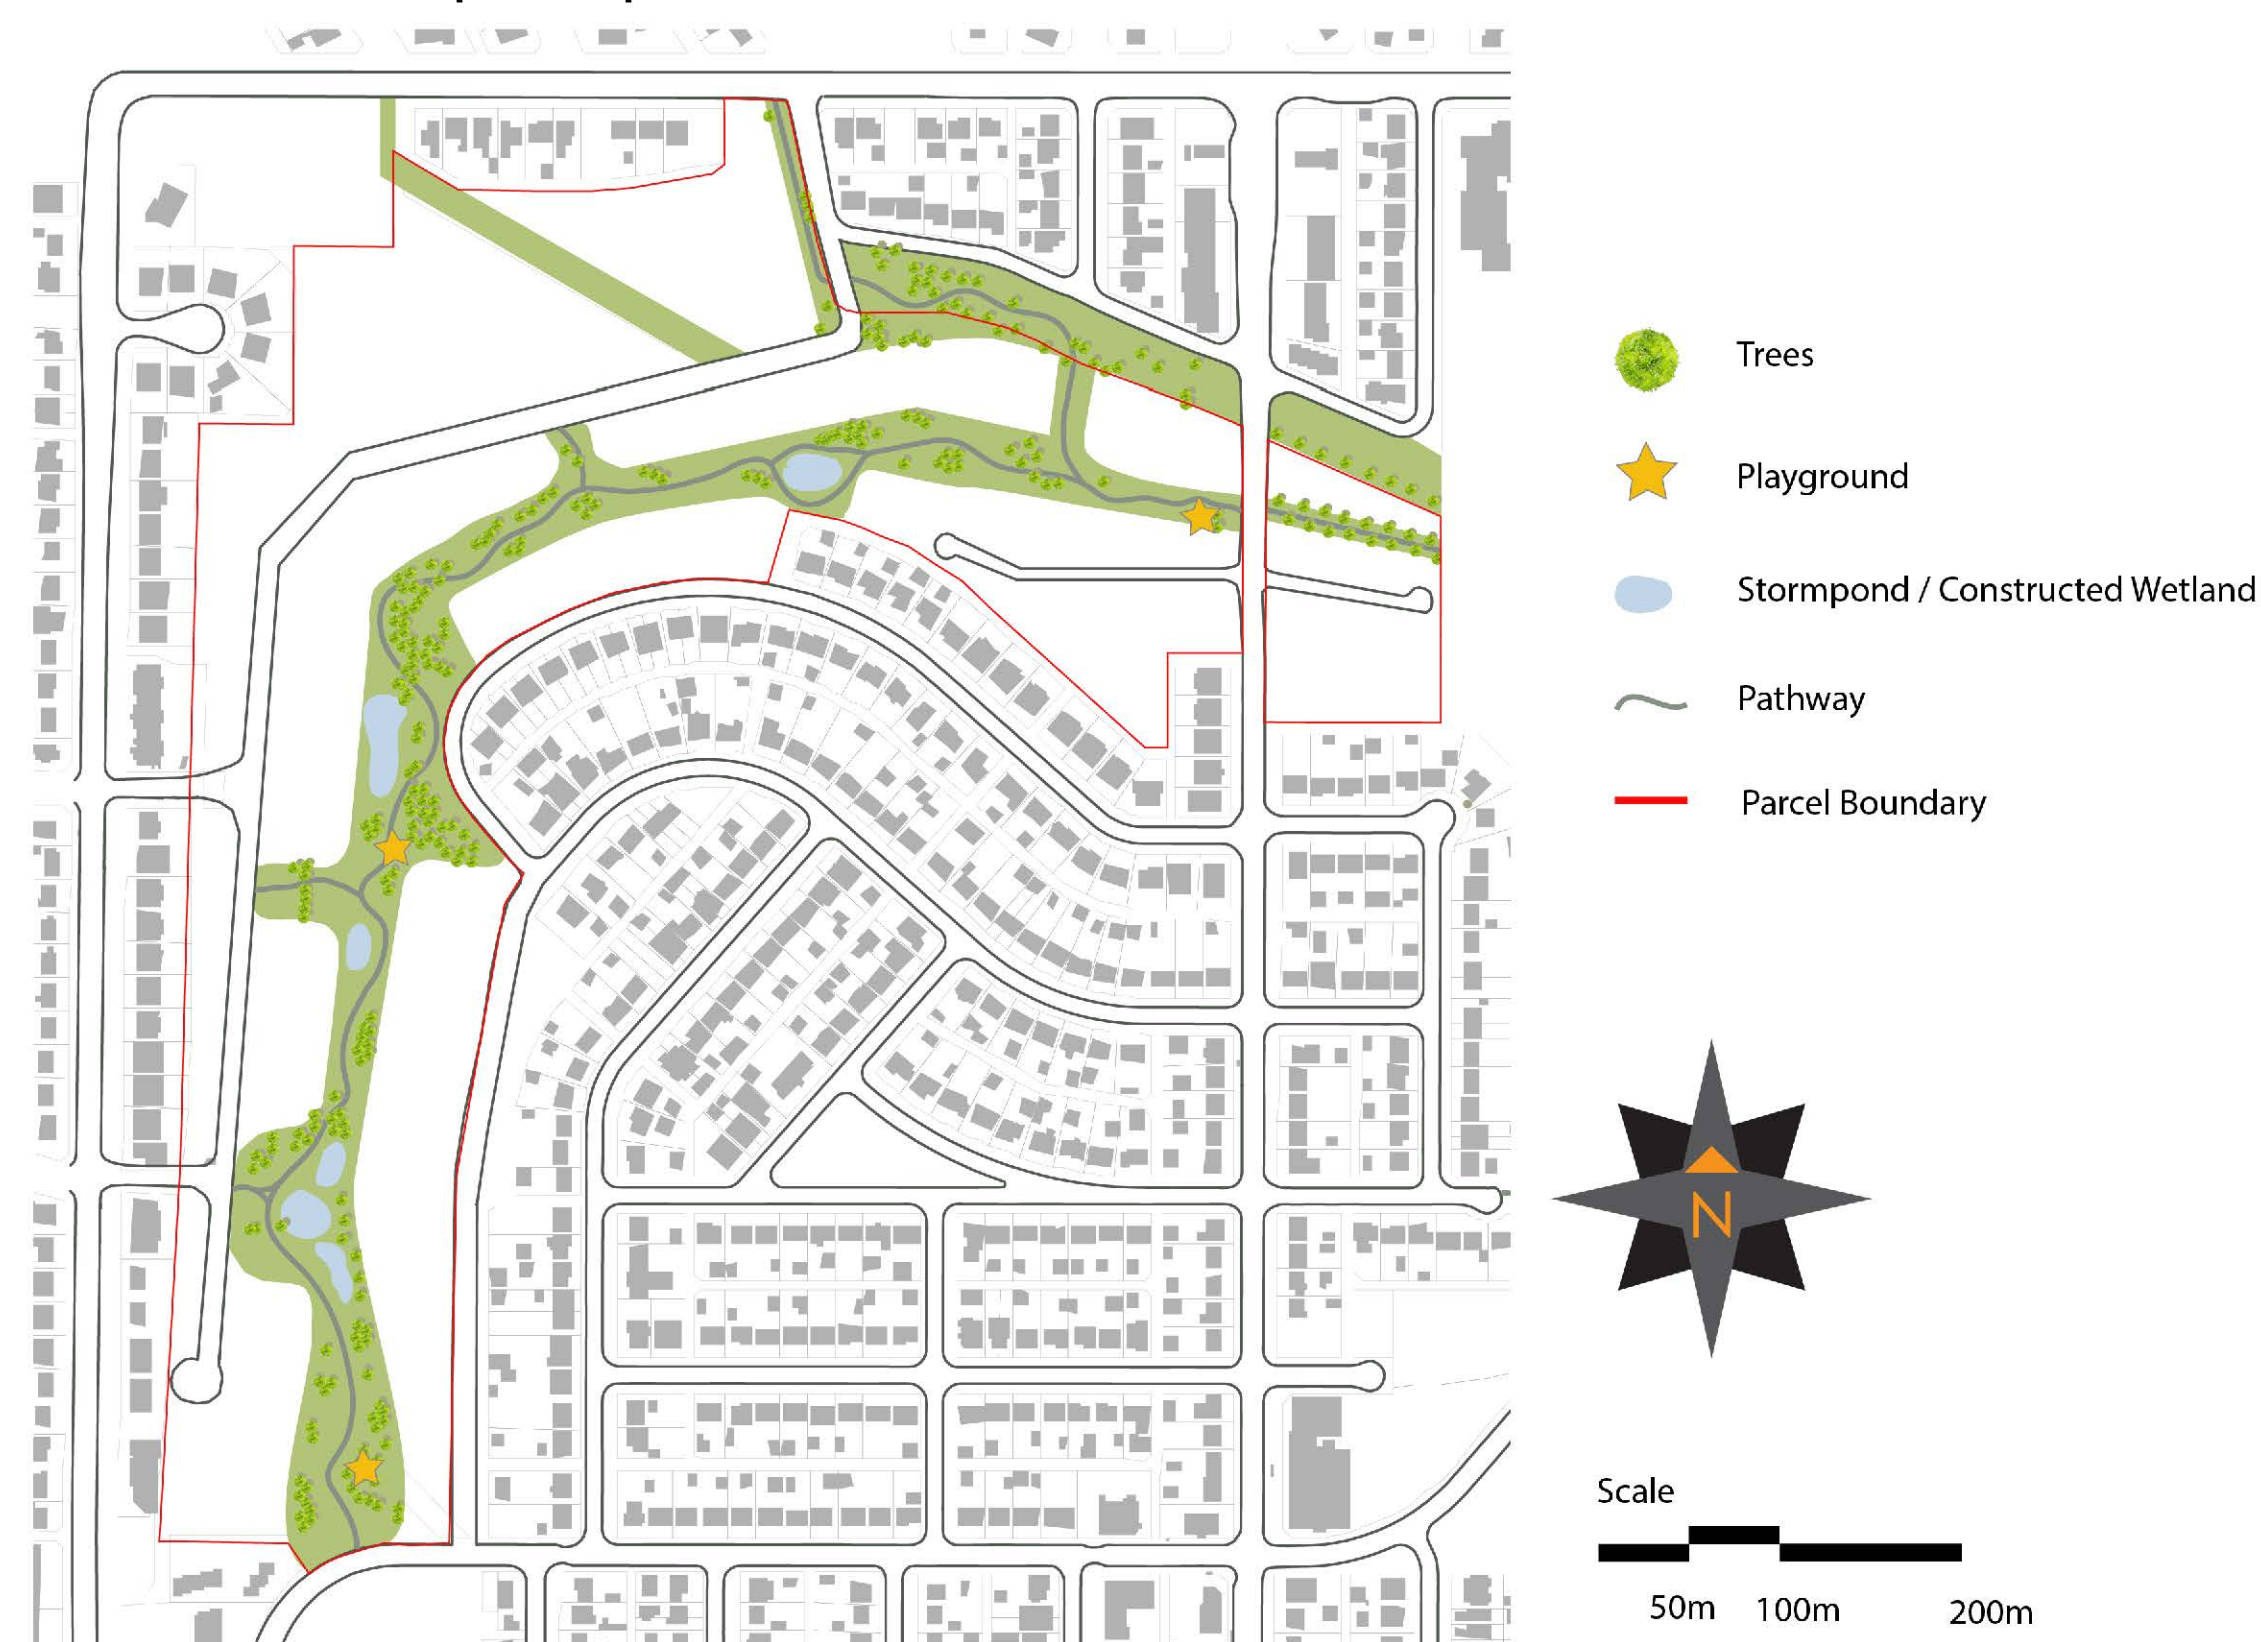 Trees
Playground
Stormpond / Constructed Wetland
Pathway
Parcel Boundary
N
Scale
50m 100m 200m